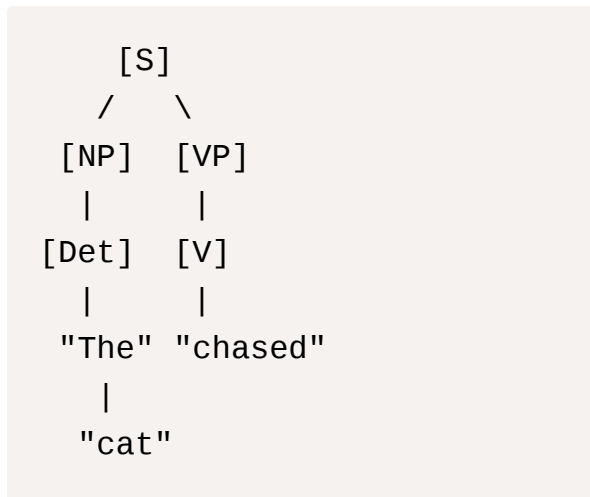 [S]
/ \
[NP] [VP]
| |
[Det] [V]
| |
"The" "chased"
|
"cat"